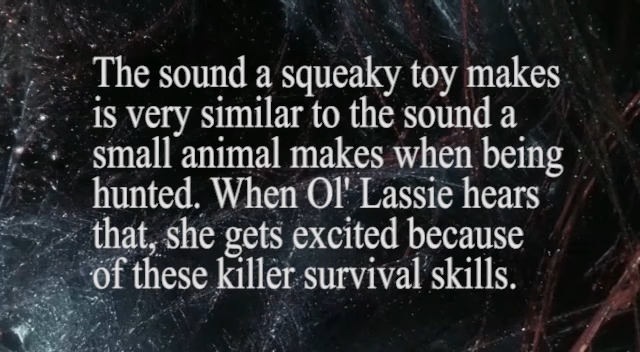 The sound a squeaky toy makes
is very similar to the sound a
small animal makes when being
hunted. When Ol' Lassie hears
that, she gets excited because
of these killer survival skills.